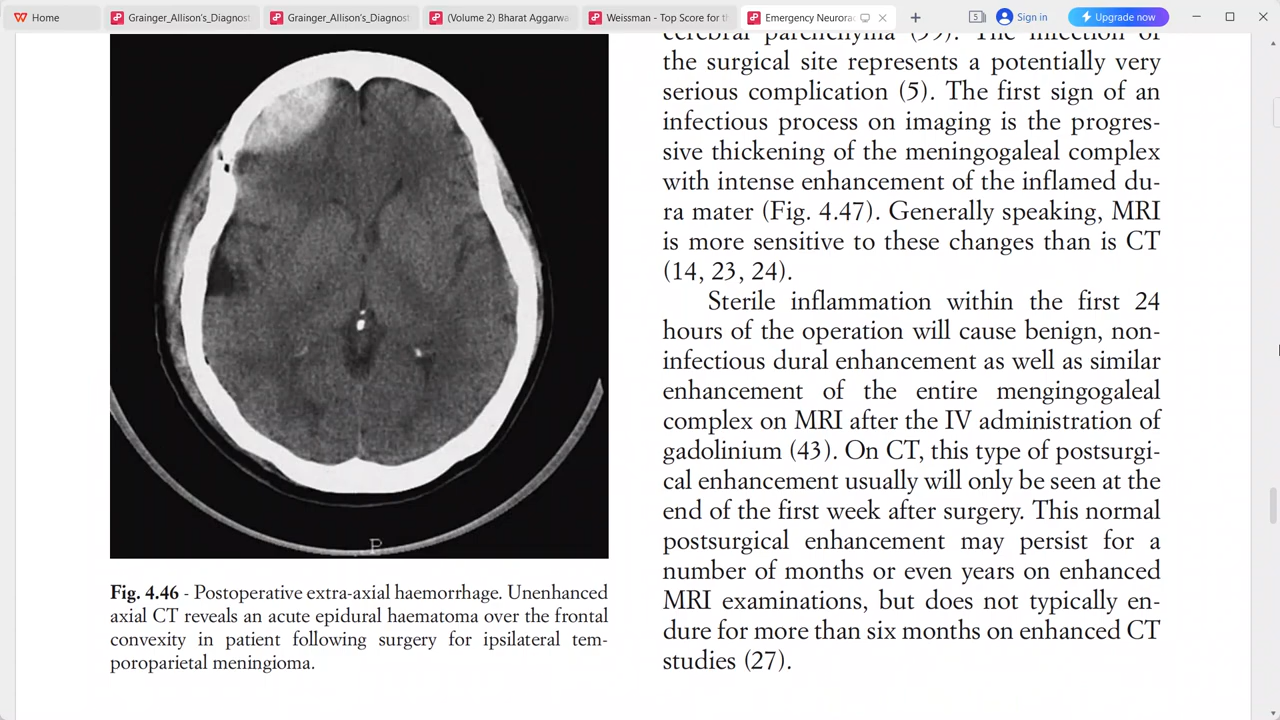 Home
Grainger_Allison's_Diagnost
Grainger_Allison's_Diagnost
(Volume 2) Bharat Aggarwa
Weissman - Top Score for t
Emergency Neurorac
5
Sign in
Upgrade now
P
Fig. 4.46 - Postoperative extra-axial haemorrhage. Unenhanced
axial CT reveals an acute epidural haematoma over the frontal
convexity in patient following surgery for ipsilateral tem-
poroparietal meningioma.
cerebral parenchyma (39). The infection of
the surgical site represents a potentially very
serious complication (5). The first sign of an
infectious process on imaging is the progres-
sive thickening of the meningogaleal complex
with intense enhancement of the inflamed du-
ra mater (Fig. 4.47). Generally speaking, MRI
is more sensitive to these changes than is CT
(14, 23, 24).
Sterile inflammation within the first 24
hours of the operation will cause benign, non-
infectious dural enhancement as well as similar
enhancement of the entire mengingogaleal
complex on MRI after the IV administration of
gadolinium (43). On CT, this type of postsurgi-
cal enhancement usually will only be seen at the
end of the first week after surgery. This normal
postsurgical enhancement may persist for a
number of months or even years on enhanced
MRI examinations, but does not typically en-
dure for more than six months on enhanced CT
studies (27).